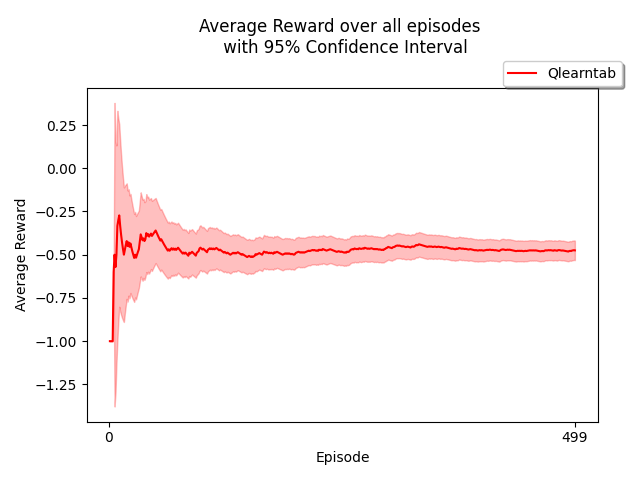 Average Reward over all episodes
with 95% Confidence Interval
Qlearntab
0.25
0.00
−0.25
−0.50
−0.75
−1.00
−1.25
Average Reward
0
499
Episode